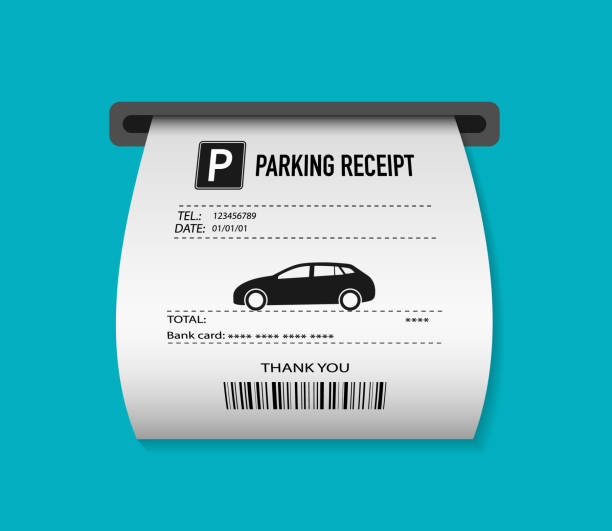 P PARKING RECEIPT
TEL.: 123456789
DATE: 01/01/01
TOTAL: ****
Bank card: **** **** **** ****
THANK YOU